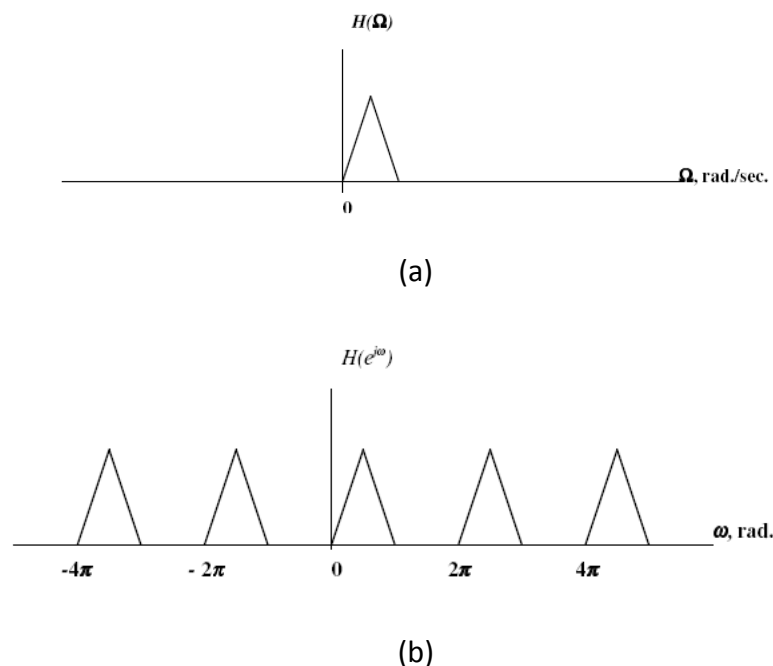 H(Ω)
Ω, rad./sec.
0
(a)
H(e^{jω})
ω, rad.
-4π - 2π 0 2π 4π
(b)